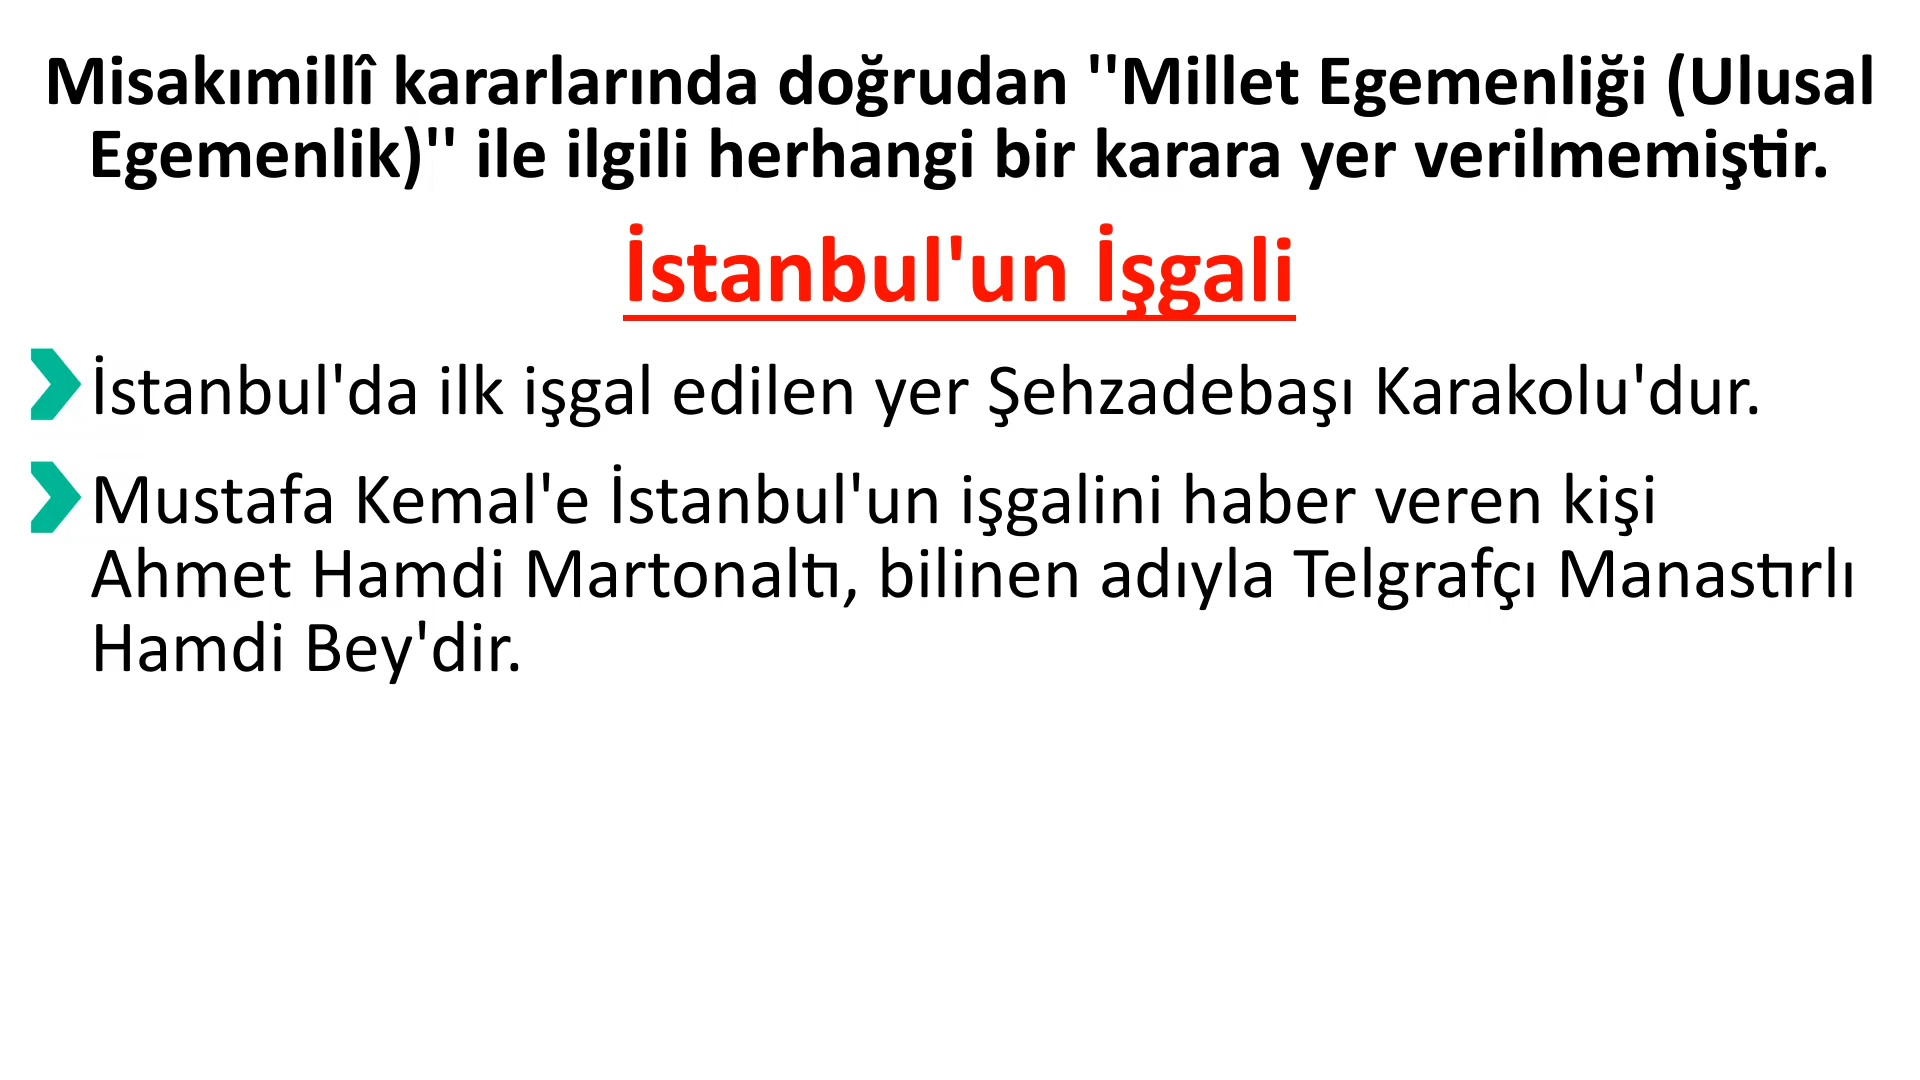 Misakımillî kararlarında doğrudan ''Millet Egemenliği (Ulusal
Egemenlik)'' ile ilgili herhangi bir karara yer verilmemiştir.
İstanbul'un İşgali
İstanbul'da ilk işgal edilen yer Şehzadebaşı Karakolu'dur.
Mustafa Kemal'e İstanbul'un işgalini haber veren kişi
Ahmet Hamdi Martonaltı, bilinen adıyla Telgrafçı Manastırlı
Hamdi Bey'dir.